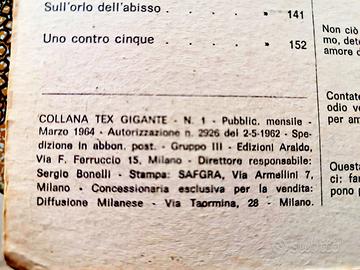 Sull'orlo dell'abisso . . . . » 141
Uno contro cinque . . . . » 152
COLLANA TEX GIGANTE - N. 1 - Pubblic. mensile -
Marzo 1964 - Autorizzazione n. 2926 del 2-5-1962 - Spe-
dizione in abbon. post. - Gruppo III - Edizioni Araldo,
Via F. Ferruccio 15, Milano - Direttore responsabile:
Sergio Bonelli - Stampa: SAFGRA, Via Armellini 7,
Milano - Concessionaria esclusiva per la vendita:
Diffusione Milanese - Via Taormina, 28 - Milano.
Non ciò
mo, dete
amore d
Contate
odio ve
per am
Questa
ci: fan